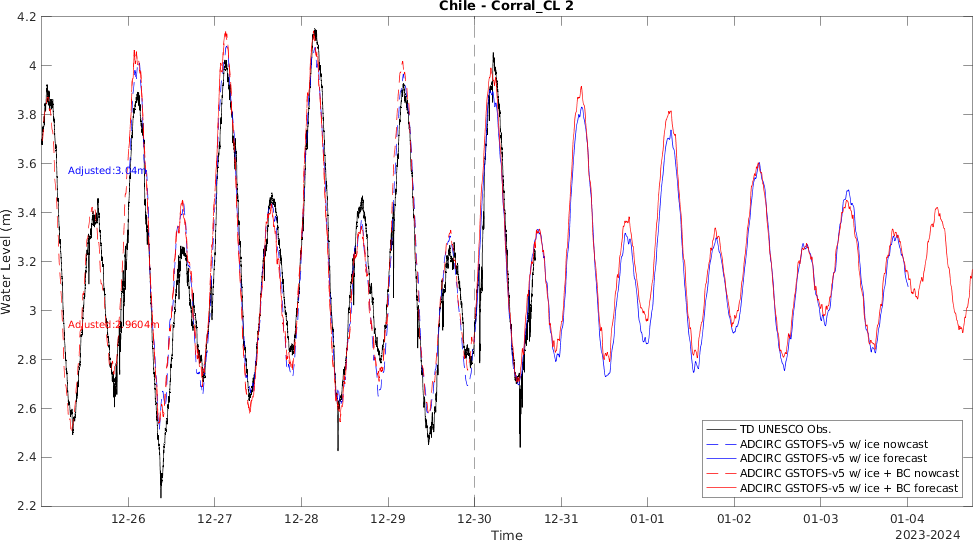 Chile - Corral_CL 2
4.2
4
3.8
3.6
3.4
3.2
3
2.8
2.6
2.4
2.2
Water Level (m)
Adjusted:3.04m
Adjusted:2.9604m
TD UNESCO Obs.
ADCIRC GSTOFS-v5 w/ ice nowcast
ADCIRC GSTOFS-v5 w/ ice forecast
ADCIRC GSTOFS-v5 w/ ice + BC nowcast
ADCIRC GSTOFS-v5 w/ ice + BC forecast
12-26 12-27 12-28 12-29 12-30 12-31 01-01 01-02 01-03 01-04
Time
2023-2024